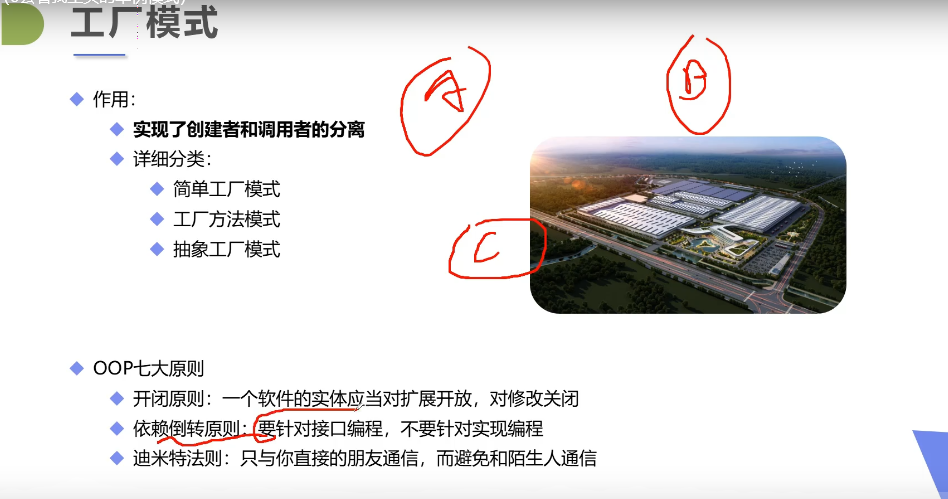 工厂模式
作用：
实现了创建者和调用者的分离
详细分类：
简单工厂模式
工厂方法模式
抽象工厂模式
A
B
C
OOP七大原则
开闭原则：一个软件的实体应当对扩展开放，对修改关闭
依赖倒转原则：要针对接口编程，不要针对实现编程
迪米特法则：只与你直接的朋友通信，而避免和陌生人通信